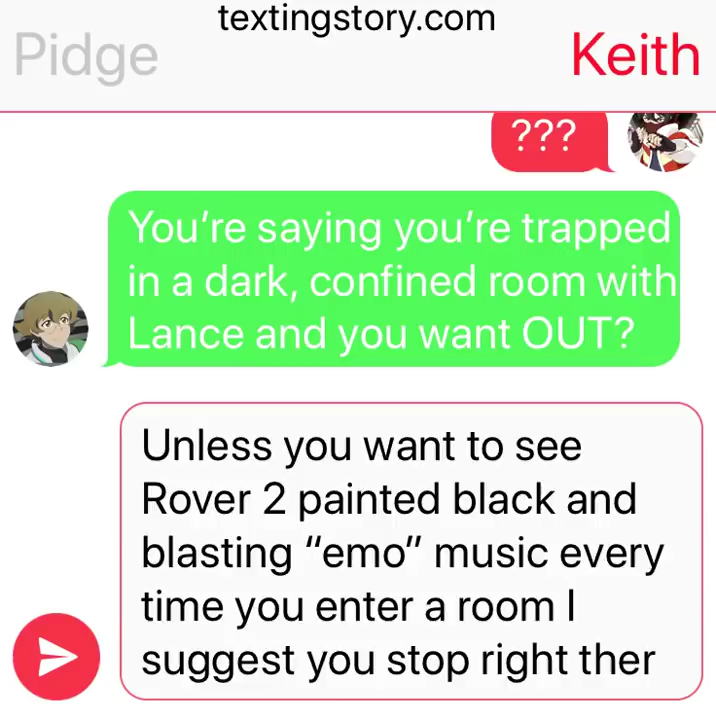 textingstory.com
Pidge
Keith
???
You’re saying you’re trapped
in a dark, confined room with
Lance and you want OUT?
Unless you want to see
Rover 2 painted black and
blasting “emo” music every
time you enter a room I
suggest you stop right ther